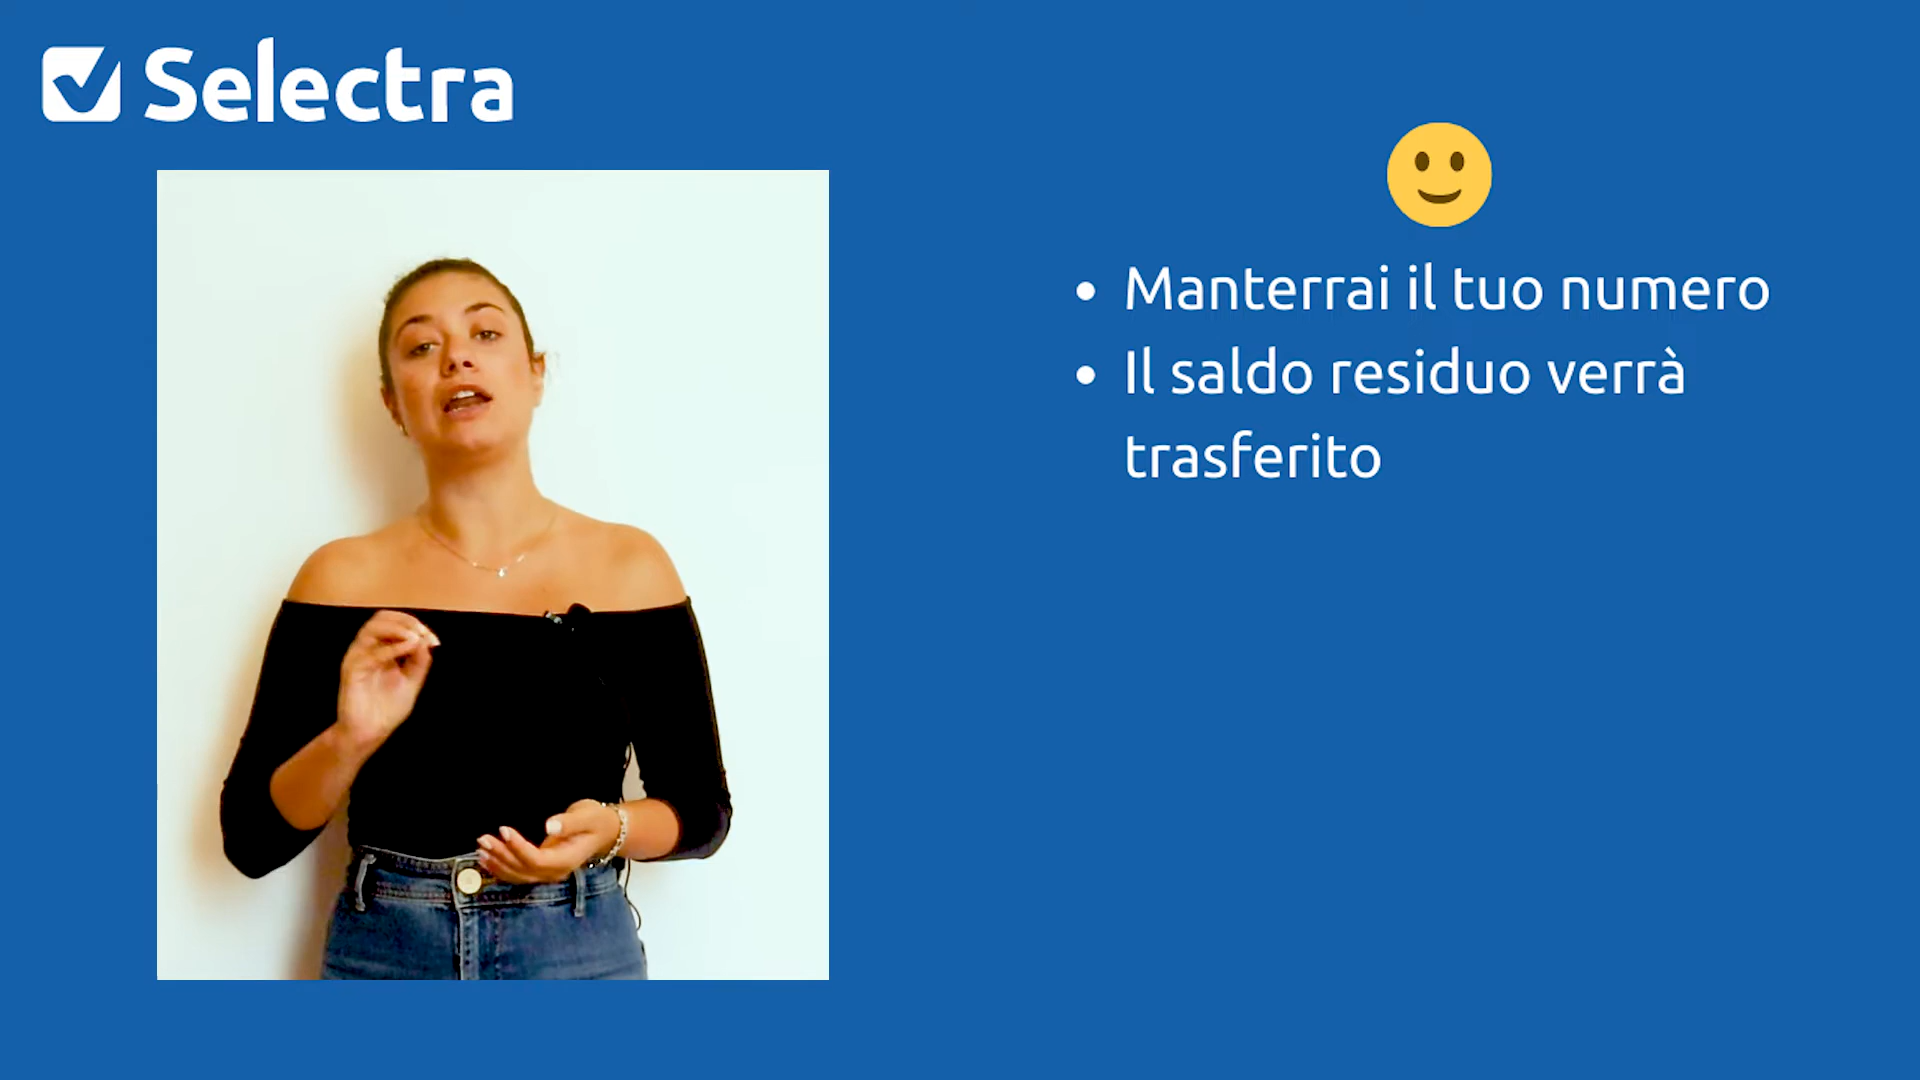 Selectra
• Manterrai il tuo numero
• Il saldo residuo verrà
trasferito